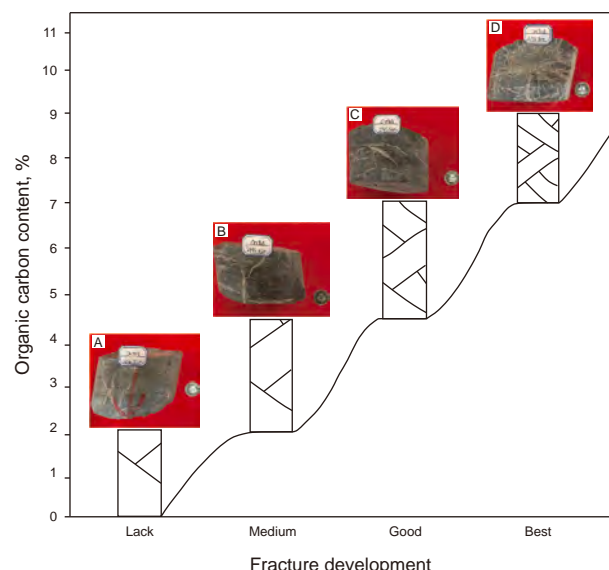 11
10
9
8
7
6
5
4
3
2
1
0
Organic carbon content, %
A
B
C
D
Lack
Medium
Good
Best
Fracture development